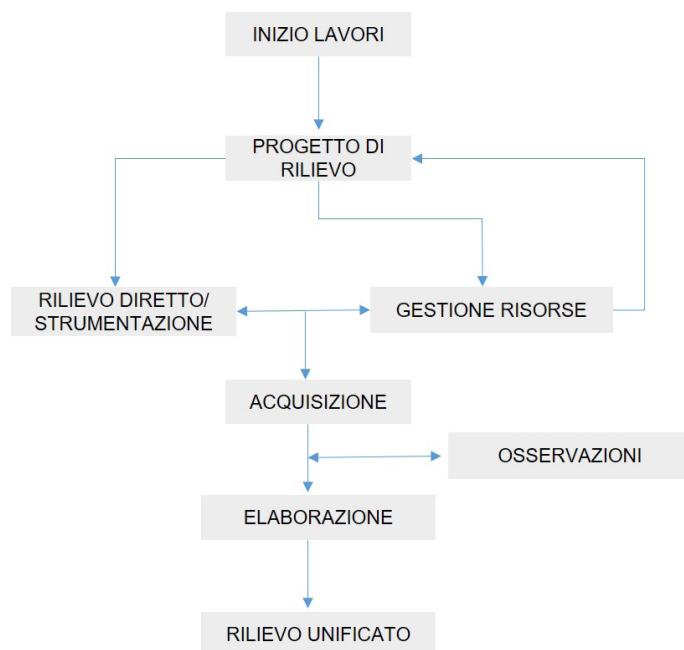 INIZIO LAVORI
PROGETTO DI
RILIEVO
RILIEVO DIRETTO/
STRUMENTAZIONE
GESTIONE RISORSE
ACQUISIZIONE
OSSERVAZIONI
ELABORAZIONE
RILIEVO UNIFICATO